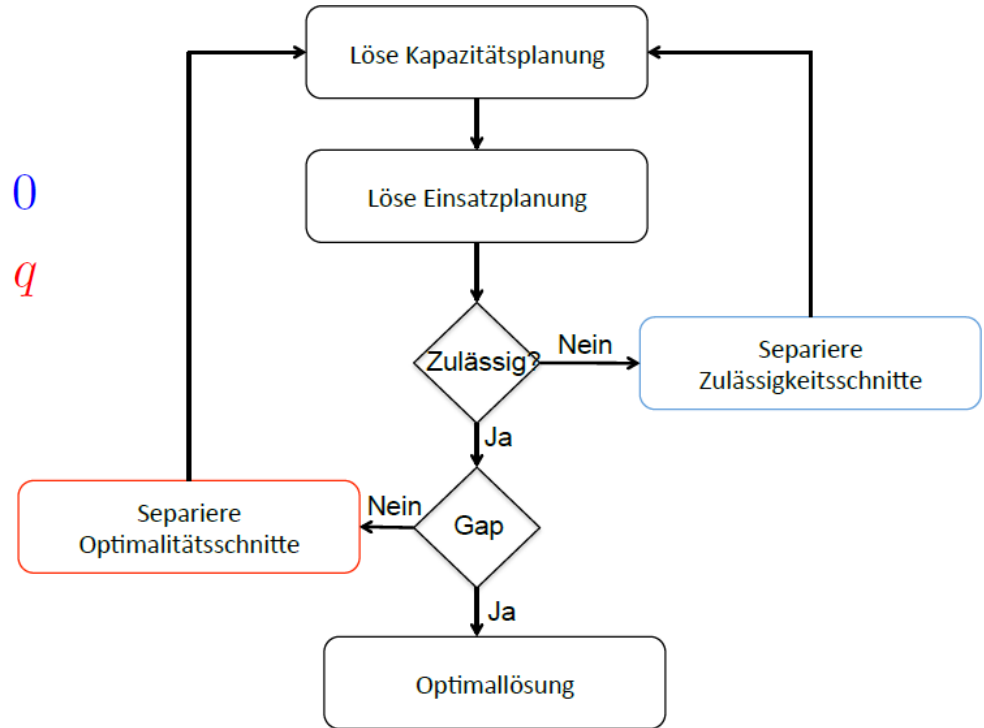 Löse Kapazitätsplanung
Löse Einsatzplanung
0
q
Zulässig?
Nein
Separiere
Zulässigkeitsschnitte
Ja
Separiere
Optimalitätsschnitte
Nein
Gap
Ja
Optimallösung